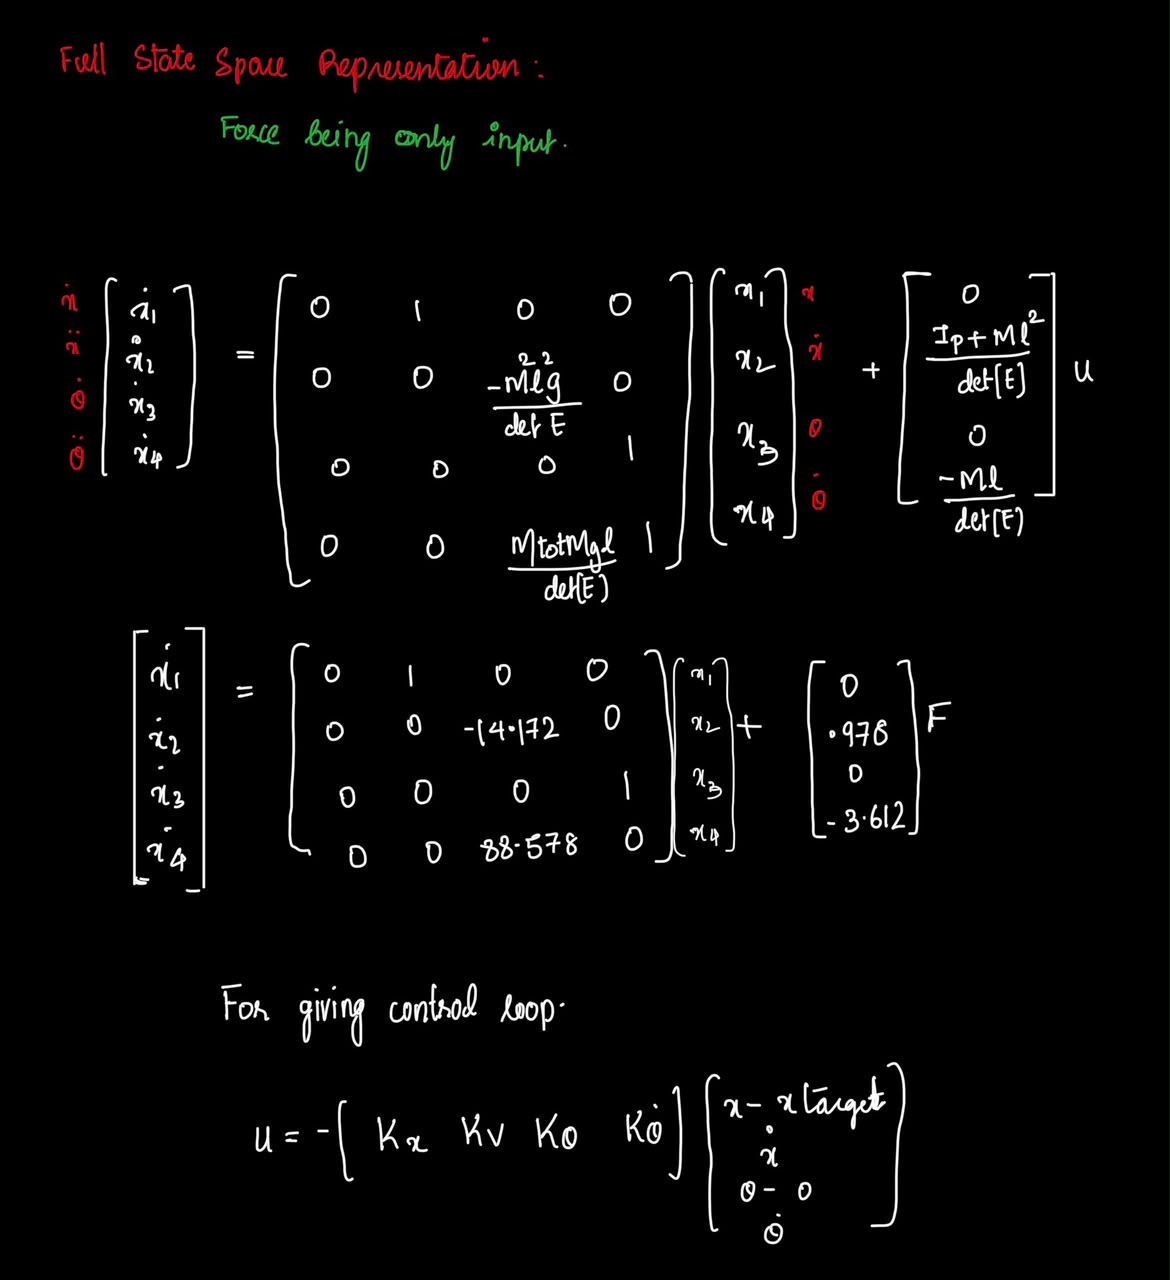 Full State Space Representation :
Force being only input.
ẋ ẍ θ̇ θ̈ [ẋ1 ẋ2 ẋ3 ẋ4] = [0 1 0 0
0 0 -M²l²g/det E 0
0 0 0 1
0 0 MtotMgl/det(E) 1] [x1 x2 x3 x4] x ẋ θ θ̇ + [0 (Ip+Ml²)/det[E] 0 -Ml/det(E)] u
[ẋ1 ẋ2 ẋ3 ẋ4] = [0 1 0 0
0 0 -14.172 0
0 0 0 1
0 0 88.578 0] [x1 x2 x3 x4] + [0 .978 0 -3.612] F
For giving control loop.
u = -[Kx Kv Kθ Kθ̇] [x - xtarget
ẋ
θ - 0
θ̇]